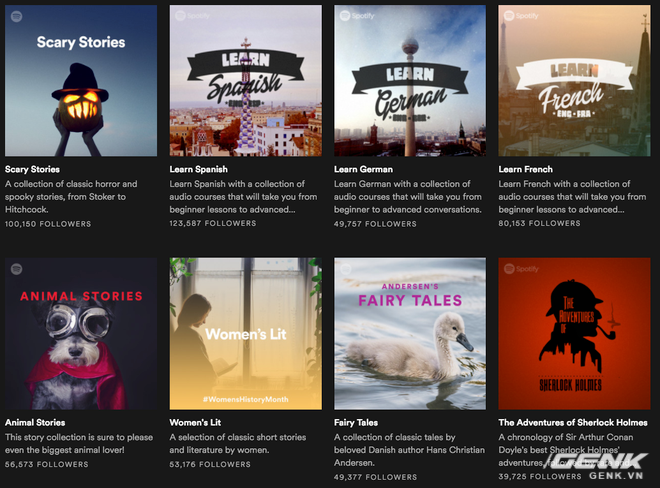 Scary Stories
Spotify
LEARN
Spanish
ENG • ESP
Spotify
LEARN
German
ENG
Spotify
LEARN
French
ENG • FRA
Scary Stories
A collection of classic horror and
spooky stories, from Stoker to
Hitchcock.
100,150 FOLLOWERS
Learn Spanish
Learn Spanish with a collection of
audio courses that will take you from
beginner lessons to advanced...
123,587 FOLLOWERS
Learn German
Learn German with a collection of
audio courses that will take you from
beginner to advanced conversations.
49,757 FOLLOWERS
Learn French
Learn French with a collection of
audio courses that will take you from
beginner lessons to advanced...
80,153 FOLLOWERS
ANIMAL STORIES
Women's Lit
#WomensHistoryMonth
ANDERSEN'S
FAIRY TALES
Spotify
THE
ADVENTURES
OF
SHERLOCK HOLMES
Animal Stories
This story collection is sure to please
even the biggest animal lover!
56,573 FOLLOWERS
Women's Lit
A selection of classic short stories
and literature by women.
53,176 FOLLOWERS
Fairy Tales
A collection of classic tales by
beloved Danish author Hans Christian
Andersen.
49,377 FOLLOWERS
The Adventures of Sherlock Holmes
A chronology of Sir Arthur Conan
Doyle's best Sherlock Holmes'
adventures, followed by
39,725 FOLLOWERS
GENK
GENK.VN